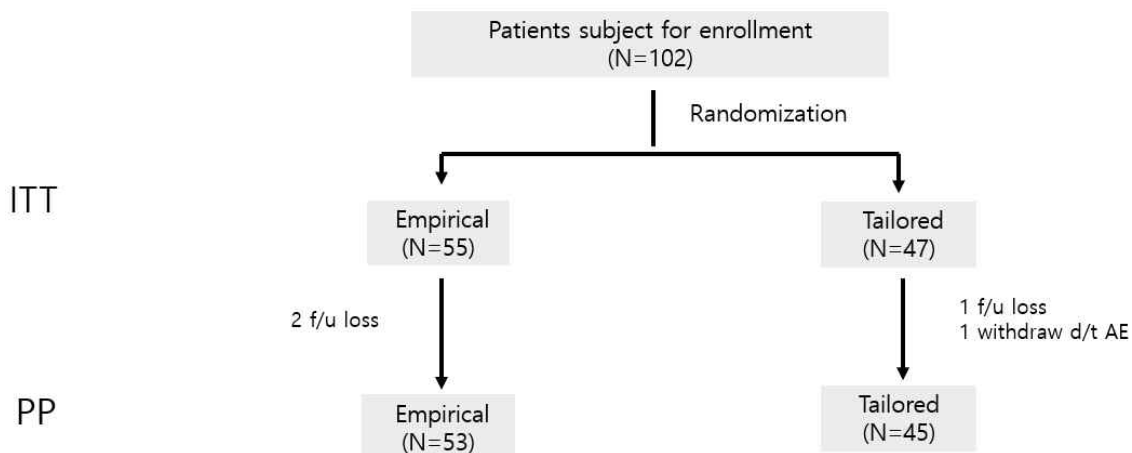 Patients subject for enrollment
(N=102)
Randomization
ITT
Empirical
(N=55)
Tailored
(N=47)
2 f/u loss
1 f/u loss
1 withdraw d/t AE
PP
Empirical
(N=53)
Tailored
(N=45)